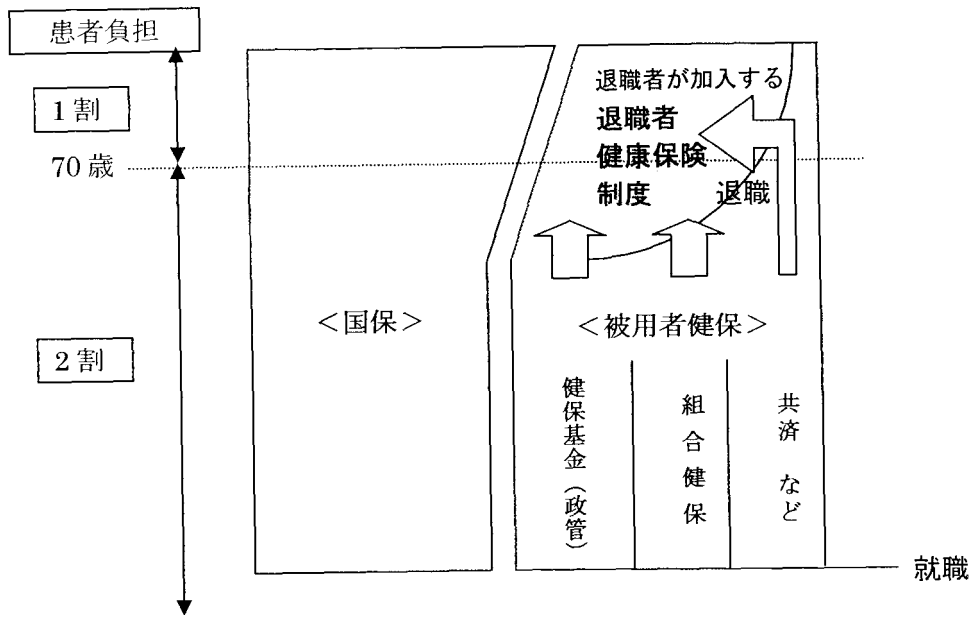 患者負担
1割
70歳
2割
退職者が加入する
退職者
健康保険
制度
退職
＜国保＞
＜被用者健保＞
健保基金（政管）
組合健保
共済 など
就職